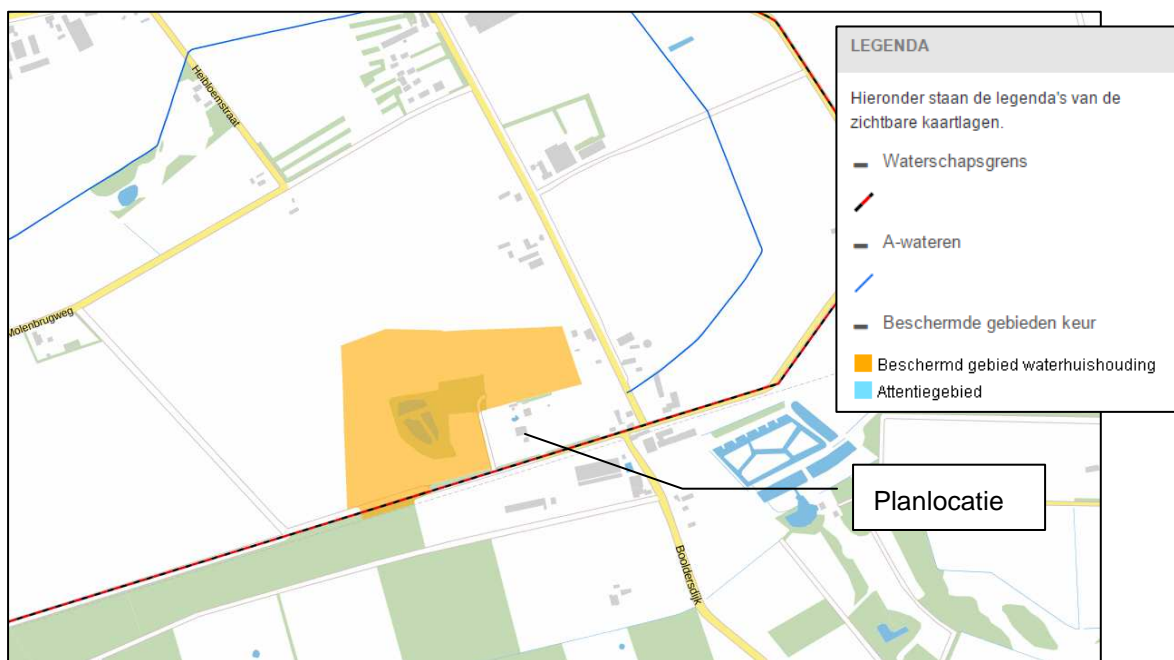 Heibloemstraat
Molenbrugweg
Booldersdijk
LEGENDA
Hieronder staan de legenda's van de
zichtbare kaartlagen.
Waterschapsgrens
A-wateren
Beschermde gebieden keur
Beschermd gebied waterhuishouding
Attentiegebied
Planlocatie